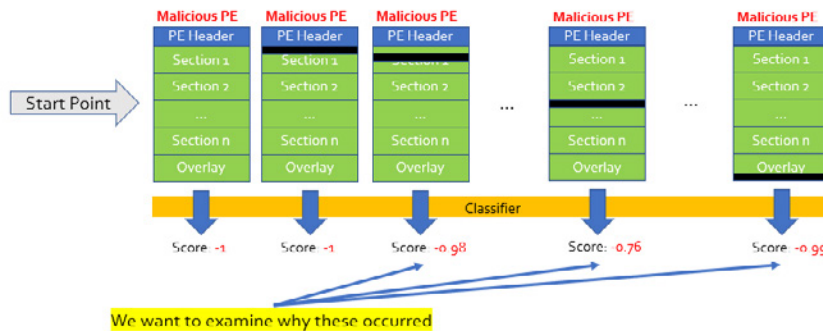 Malicious PE Malicious PE Malicious PE Malicious PE Malicious PE
PE Header PE Header PE Header PE Header PE Header
Section 1 Section 1 Section 1 Section 1 Section 1
Section 2 Section 2 Section 2 Section 2 Section 2
Start Point ... ... ... ... ... ... ...
Section n Section n Section n Section n Section n
Overlay Overlay Overlay Overlay Overlay
Classifier
Score: -1 Score: -1 Score: -0.98 Score: -0.76 Score: -0.99
We want to examine why these occurred